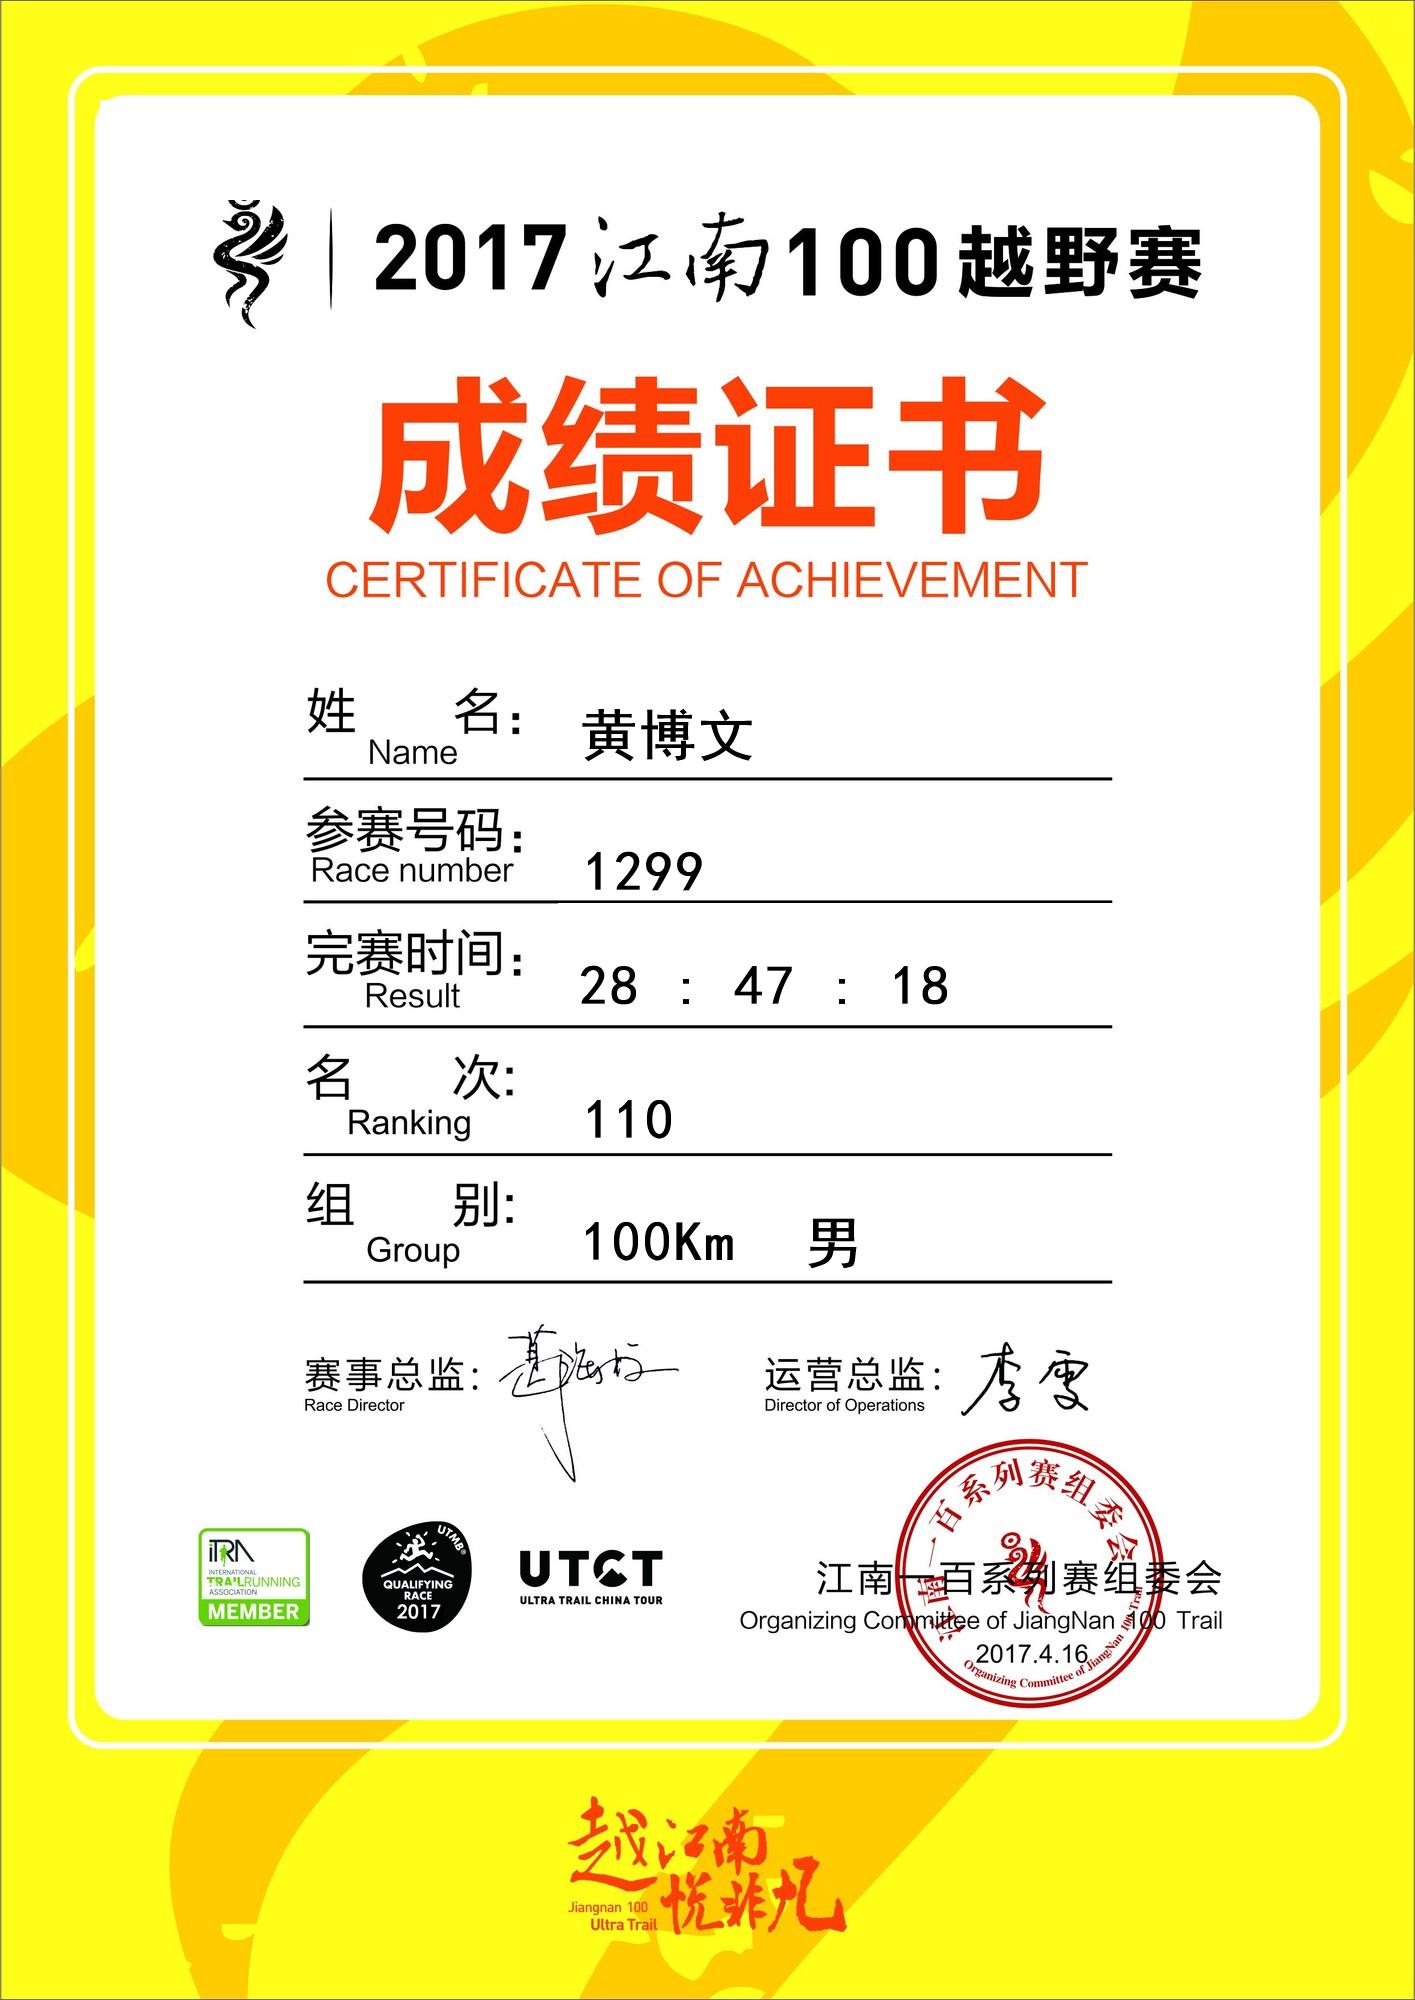 2017江南100越野赛
成绩证书
CERTIFICATE OF ACHIEVEMENT
姓 名： 黄博文
Name
参赛号码： 1299
Race number
完赛时间： 28 : 47 : 18
Result
名 次: 110
Ranking
组 别: 100Km 男
Group
赛事总监：
Race Director
运营总监： 李雯
Director of Operations
iTRA
INTERNATIONAL
TRAILRUNNING
ASSOCIATION
MEMBER
UTMB®
QUALIFYING
RACE
2017
UTCT
ULTRA TRAIL CHINA TOUR
江南一百系列赛组委会
江南一百系列赛组委会
Organizing Committee of JiangNan 100 Trail
2017.4.16
Organizing Committee of JiangNan 100 Trail
越江南
悦非凡
Jiangnan 100
Ultra Trail